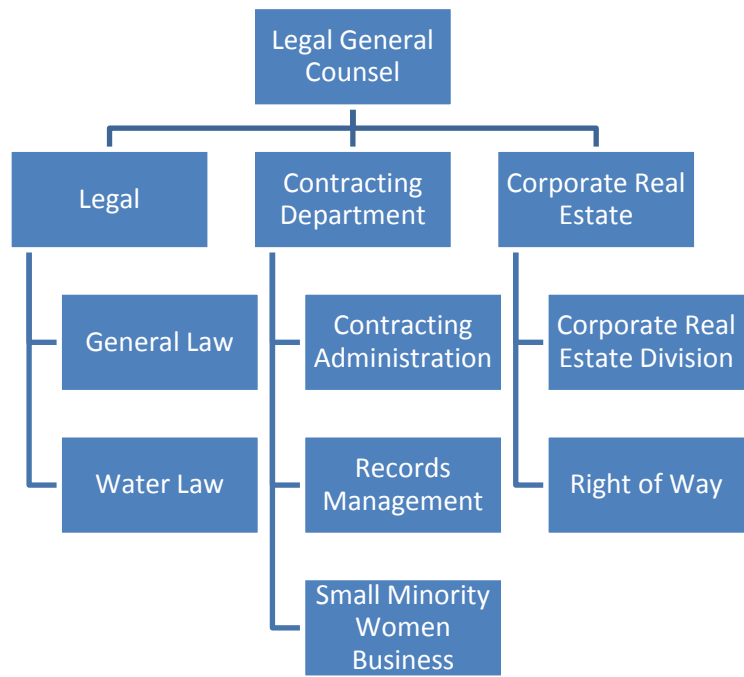 Legal General
Counsel
Legal
Contracting
Department
Corporate Real
Estate
General Law
Contracting
Administration
Corporate Real
Estate Division
Water Law
Records
Management
Right of Way
Small Minority
Women
Business